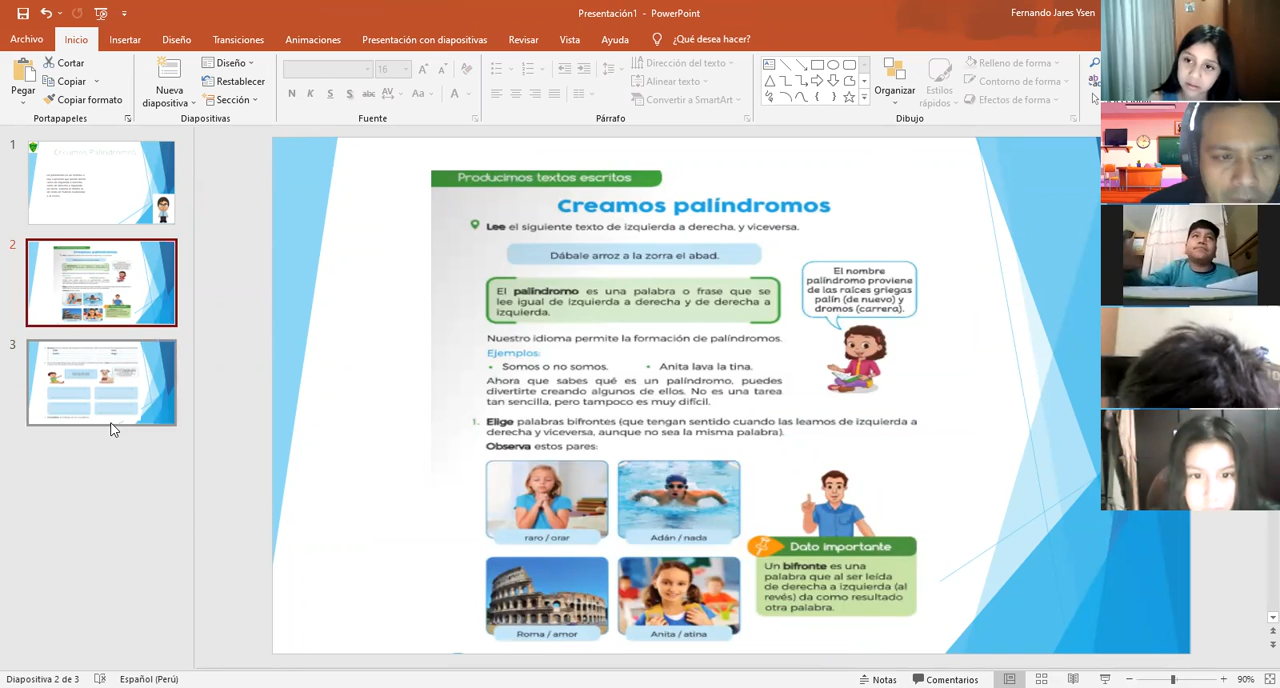 Presentación1 - PowerPoint
Fernando Jares Ysen
Archivo
Inicio
Insertar
Diseño
Transiciones
Animaciones
Presentación con diapositivas
Revisar
Vista
Ayuda
¿Qué desea hacer?
Pegar
Cortar
Copiar
Copiar formato
Portapapeles
Nueva
diapositiva
Diseño
Restablecer
Sección
Diapositivas
16
N K S S abc AV Aa A
Fuente
Dirección del texto
Alinear texto
Convertir a SmartArt
Párrafo
Organizar
Estilos
rápidos
Relleno de forma
Contorno de forma
Efectos de forma
Dibujo
1
Creamos Palíndromos
2
3
Producimos textos escritos
Creamos palíndromos
Lee el siguiente texto de izquierda a derecha, y viceversa.
Dábale arroz a la zorra el abad.
El palíndromo es una palabra o frase que se
lee igual de izquierda a derecha y de derecha a
izquierda.
El nombre
palíndromo proviene
de las raíces griegas
palin (de nuevo) y
dromos (carrera).
Nuestro idioma permite la formación de palíndromos.
Ejemplos:
• Somos o no somos.
• Anita lava la tina.
Ahora que sabes qué es un palíndromo, puedes
divertirte creando algunos de ellos. No es una tarea
tan sencilla, pero tampoco es muy difícil.
1. Elige palabras bifrontes (que tengan sentido cuando las leamos de izquierda a
derecha y viceversa, aunque no sea la misma palabra).
Observa estos pares:
raro / orar
Adán / nada
Roma / amor
Anita / atina
Dato importante
Un bifronte es una
palabra que al ser leída
de derecha a izquierda (al
revés) da como resultado
otra palabra.
Diapositiva 2 de 3
Español (Perú)
Notas
Comentarios
90%